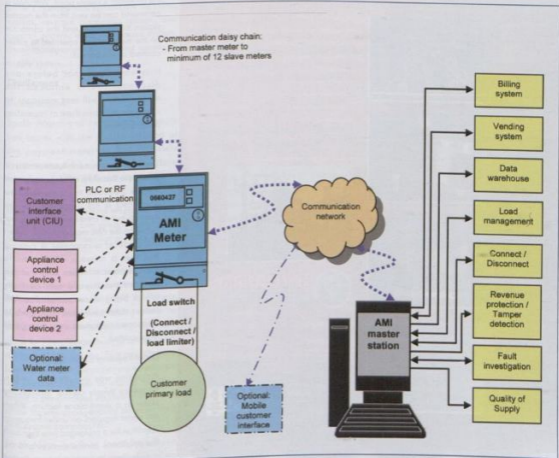 Communication daisy chain:
- From master meter to
minimum of 12 slave meters
PLC or RF
communication
Customer
interface
unit (CIU)
Appliance
control
device 1
Appliance
control
device 2
Optional:
Water meter
data
AMI
Meter
Load switch
(Connect /
Disconnect /
load limiter)
Customer
primary load
Communication
network
Optional:
Mobile
customer
interface
AMI
master
station
Billing
system
Vending
system
Data
warehouse
Load
management
Connect /
Disconnect
Revenue
protection /
Tamper
detection
Fault
investigation
Quality of
Supply